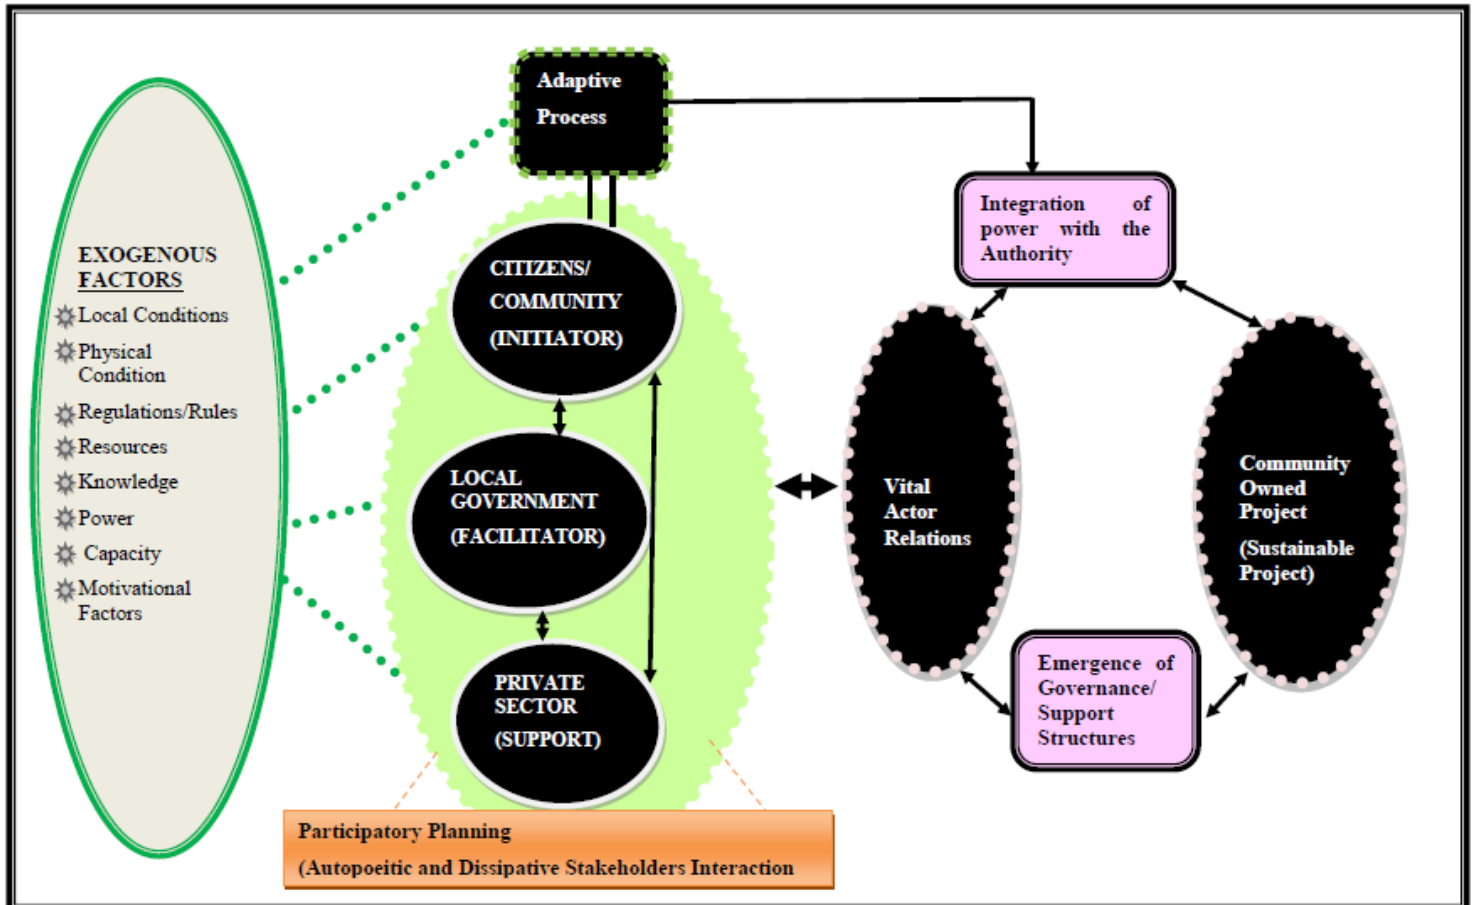 Adaptive
Process
EXOGENOUS
FACTORS
Local Conditions
Physical
Condition
Regulations/Rules
Resources
Knowledge
Power
Capacity
Motivational
Factors
CITIZENS/
COMMUNITY
(INITIATOR)
LOCAL
GOVERNMENT
(FACILITATOR)
PRIVATE
SECTOR
(SUPPORT)
Participatory Planning
(Autopoeitic and Dissipative Stakeholders Interaction
Integration of
power with the
Authority
Vital
Actor
Relations
Community
Owned
Project
(Sustainable
Project)
Emergence of
Governance/
Support
Structures